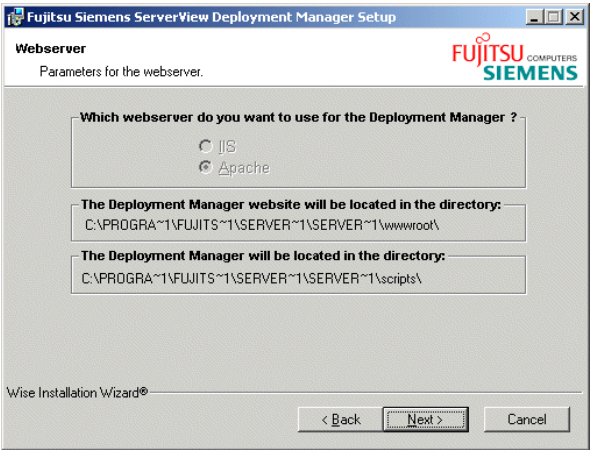 Fujitsu Siemens ServerView Deployment Manager Setup
Webserver
Parameters for the webserver.
FUJITSU COMPUTERS
SIEMENS
Which webserver do you want to use for the Deployment Manager ?
IIS
Apache
The Deployment Manager website will be located in the directory:
C:\PROGRA~1\FUJITS~1\SERVER~1\SERVER~1\wwwroot\
The Deployment Manager will be located in the directory:
C:\PROGRA~1\FUJITS~1\SERVER~1\SERVER~1\scripts\
Wise Installation Wizard®
< Back Next > Cancel